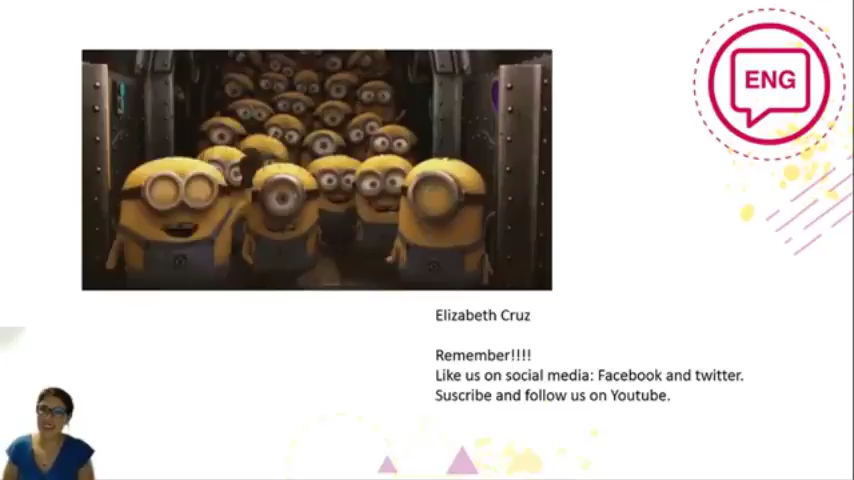 ENG
Elizabeth Cruz
Remember!!!!
Like us on social media: Facebook and twitter.
Suscribe and follow us on Youtube.